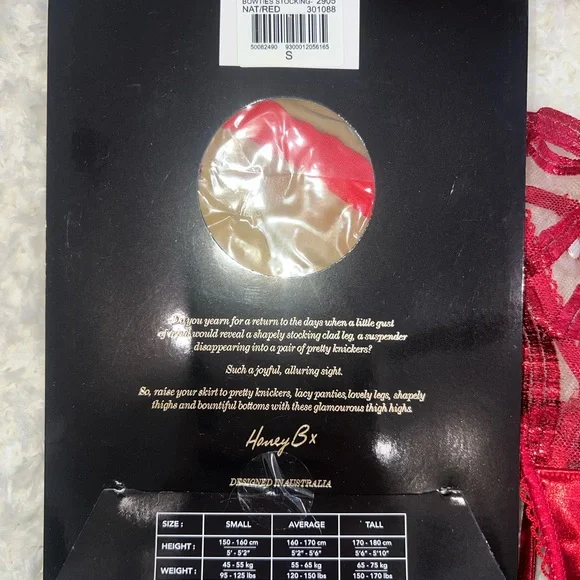 BOWTIES STOCKING- 2905
NAT/RED 301088
50082490 9300012056165
S
you yearn for a return to the days when a little gust
of wind would reveal a shapely stocking clad leg, a suspender
disappearing into a pair of pretty knickers?
Such a joyful, alluring sight.
So, raise your skirt to pretty knickers, lacy panties, lovely legs, shapely
thighs and bountiful bottoms with these glamourous thigh highs.
Honey B x
DESIGNED IN AUSTRALIA
SIZE : SMALL AVERAGE TALL
HEIGHT : 150 - 160 cm 160 - 170 cm 170 - 180 cm
5' - 5'2" 5'2" - 5'6" 5'6" - 5'10"
WEIGHT : 45 - 55 kg 55 - 65 kg 65 - 75 kg
95 - 125 lbs 120 - 150 lbs 150 - 170 lbs